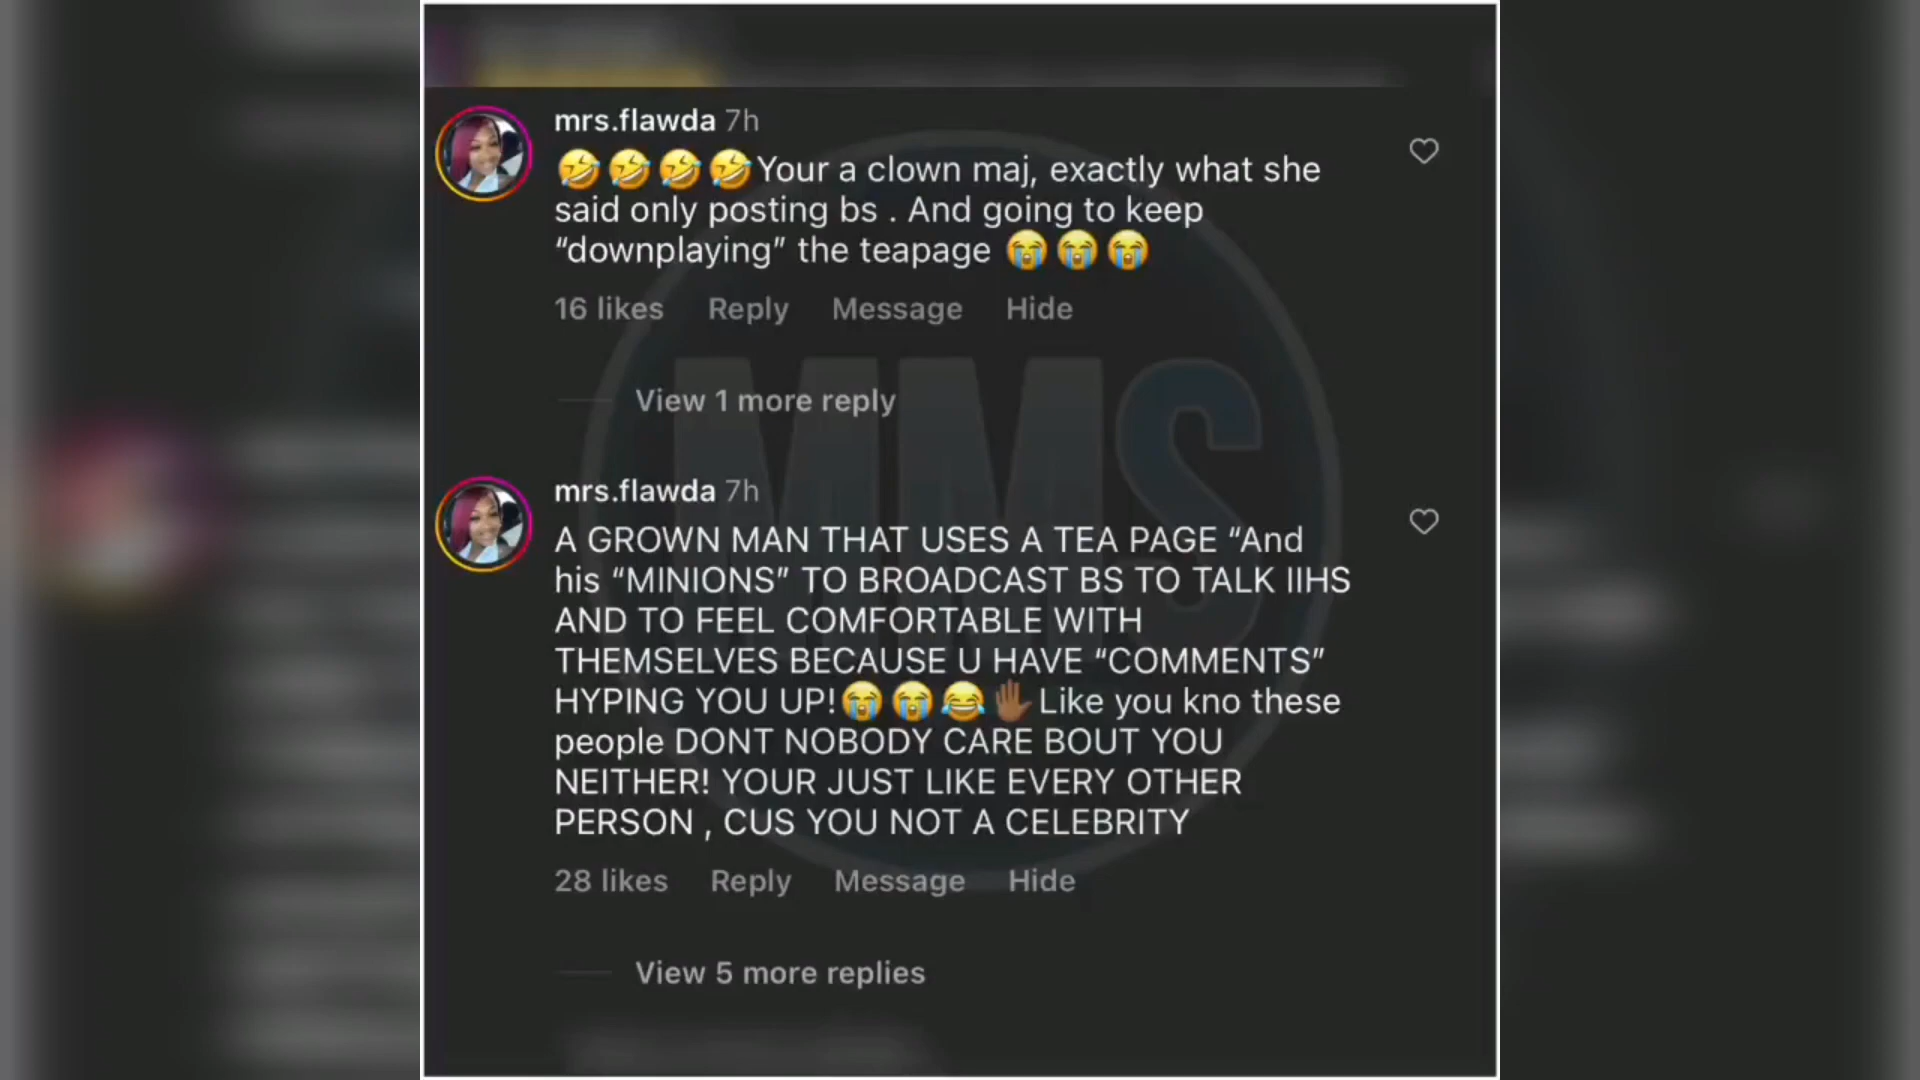 mrs.flawda 7h
🤣🤣🤣🤣Your a clown maj, exactly what she
said only posting bs . And going to keep
“downplaying” the teapage 😭😭😭
16 likes Reply Message Hide
View 1 more reply
mrs.flawda 7h
A GROWN MAN THAT USES A TEA PAGE “And
his “MINIONS” TO BROADCAST BS TO TALK IIHS
AND TO FEEL COMFORTABLE WITH
THEMSELVES BECAUSE U HAVE “COMMENTS”
HYPING YOU UP!😭😭😂🤚🏾Like you kno these
people DONT NOBODY CARE BOUT YOU
NEITHER! YOUR JUST LIKE EVERY OTHER
PERSON , CUS YOU NOT A CELEBRITY
28 likes Reply Message Hide
View 5 more replies
MMS